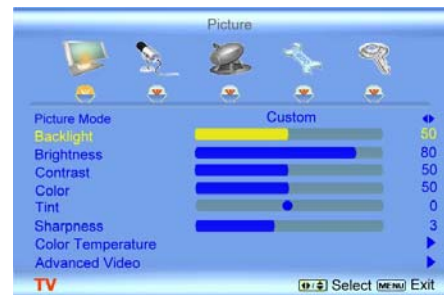 Picture
Picture Mode Custom
Backlight 50
Brightness 80
Contrast 50
Color 50
Tint 0
Sharpness 3
Color Temperature
Advanced Video
TV Select MENU Exit